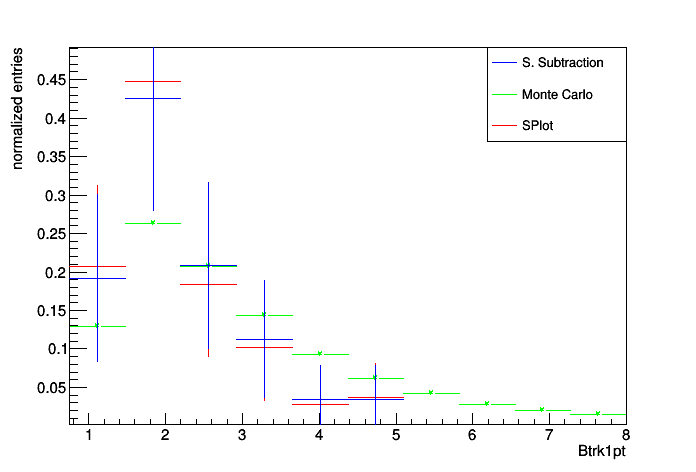 normalized entries
S. Subtraction
Monte Carlo
SPlot
0.45
0.4
0.35
0.3
0.25
0.2
0.15
0.1
0.05
1 2 3 4 5 6 7 8
Btrk1pt